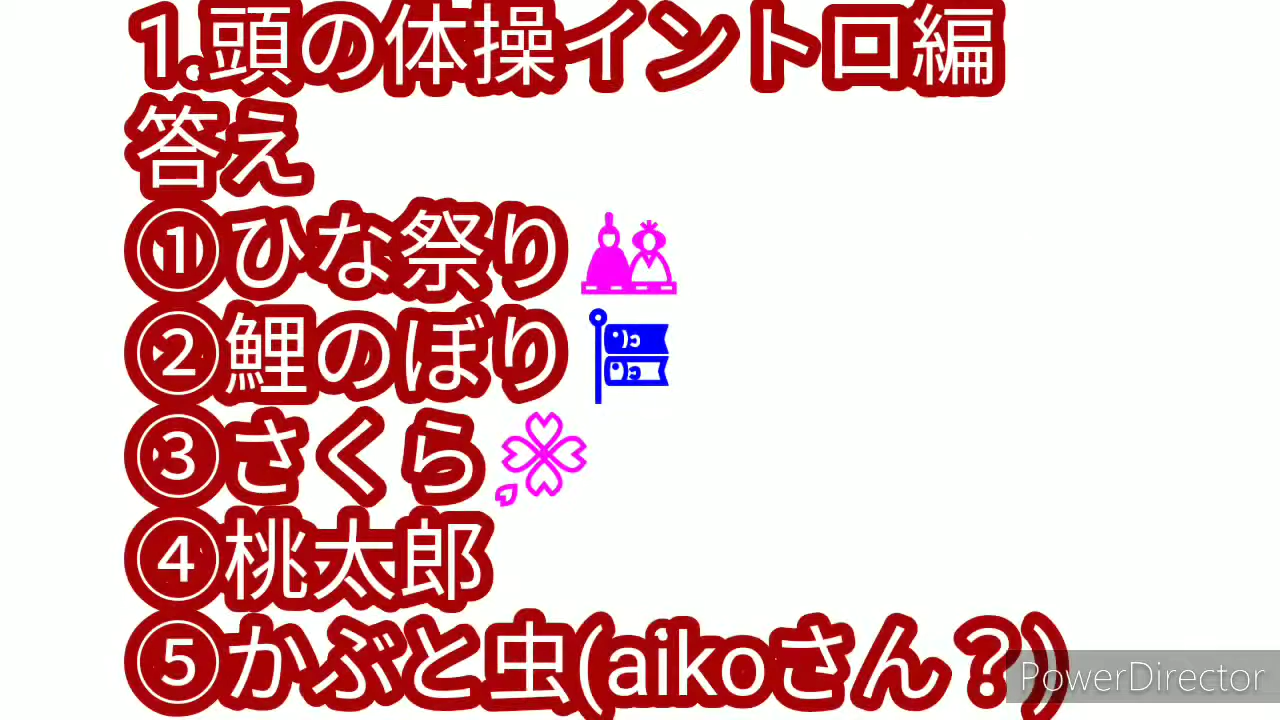 1.頭の体操イントロ編
答え
①ひな祭り
②鯉のぼり
③さくら
④桃太郎
⑤かぶと虫(aikoさん？)
PowerDirector